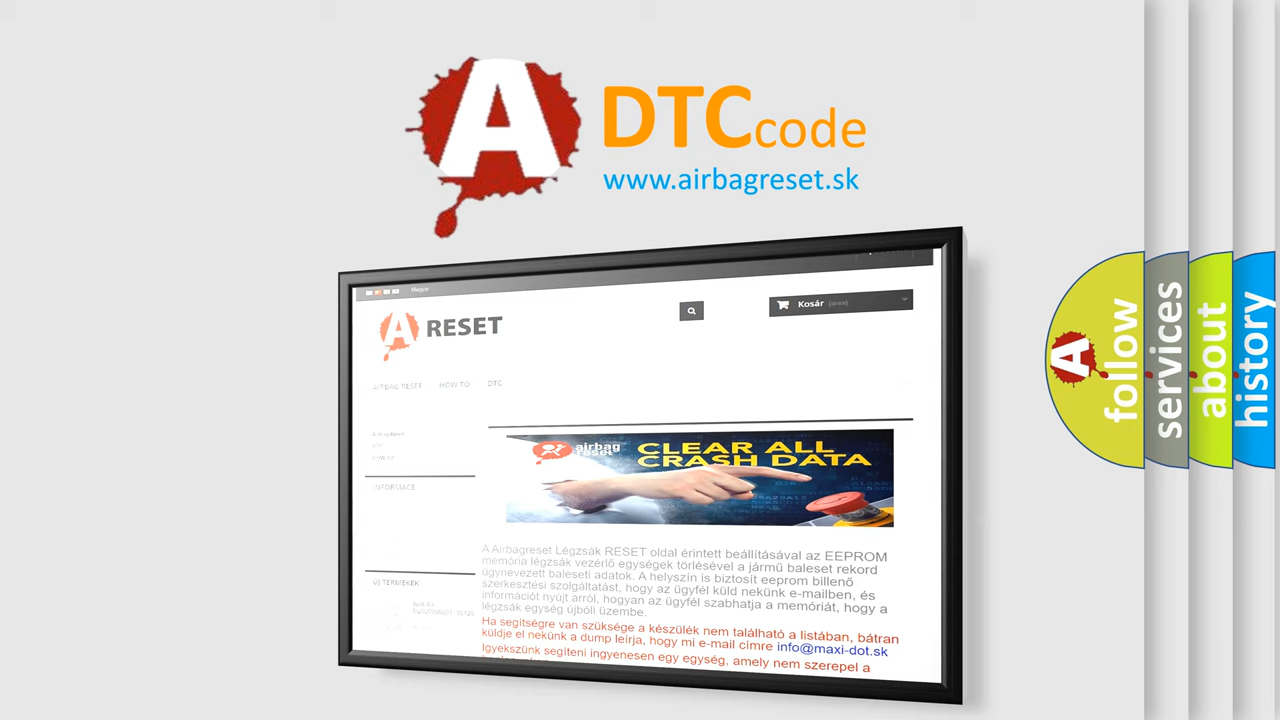 A DTC code
www.airbagreset.sk
Magyar
A RESET
Kosár (üres)
AIRBAG RESET HOW TO DTC
INFORMACE
airbag reset
CLEAR ALL
CRASH DATA
A Airbagreset Légzsák RESET oldal érintett beállításával az EEPROM
memória légzsák vezérlő egységek törlésével a jármű baleset rekord
úgynevezett baleseti adatok. A helyszín is biztosít eeprom billenő
szerkesztési szolgáltatást, hogy az ügyfél küld nekünk e-mailben, és
információt nyújt arról, hogyan az ügyfél szabhatja a memóriát, hogy a
légzsák egység újbóli üzembe.
Ha segítségre van szüksége a készülék nem található a listában, bátran
küldje el nekünk a dump leírja, hogy mi e-mail címre info@maxi-dot.sk
Igyekszünk segíteni ingyenesen egy egység, amely nem szerepel a
ÚJ TERMÉKEK
A follow
services
about
history